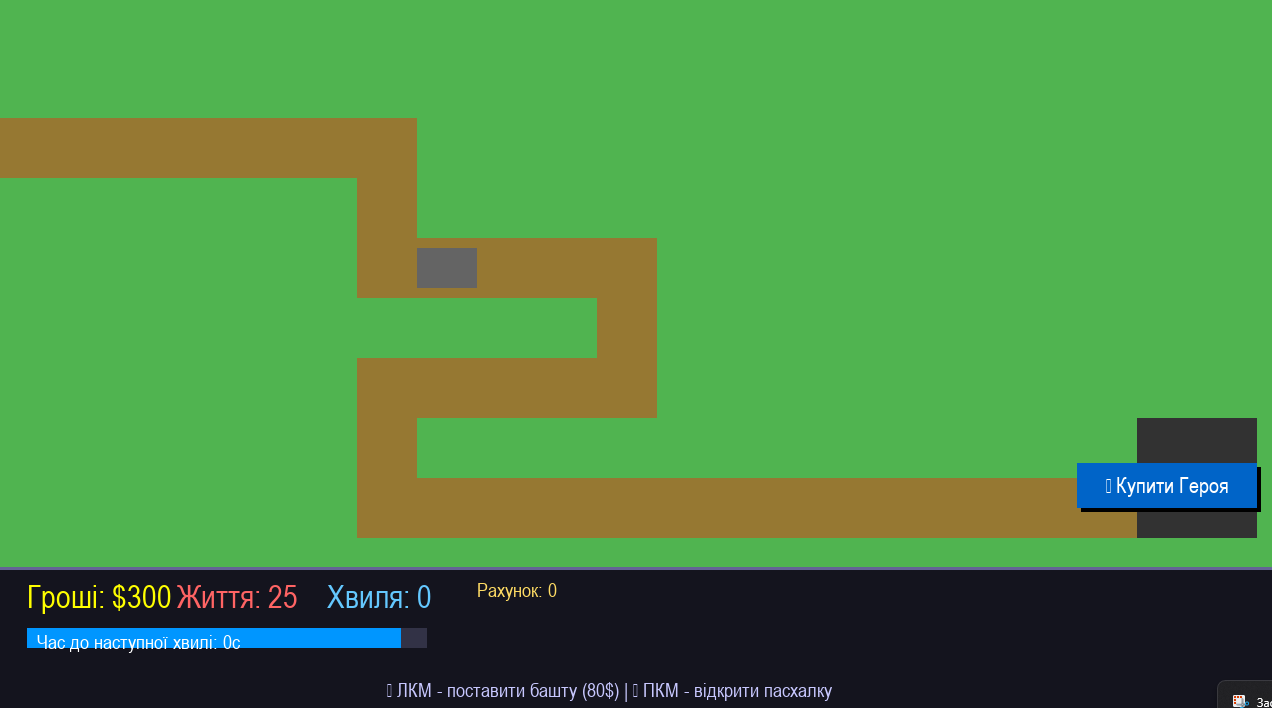 ▯ Купити Героя
Гроші: $300 Життя: 25 Хвиля: 0 Рахунок: 0
Час до наступної хвилі: 0с
▯ ЛКМ - поставити башту (80$) | ▯ ПКМ - відкрити пасхалку